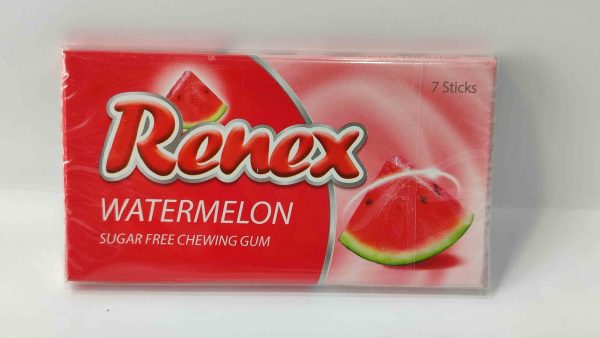 7 Sticks
Renex
WATERMELON
SUGAR FREE CHEWING GUM